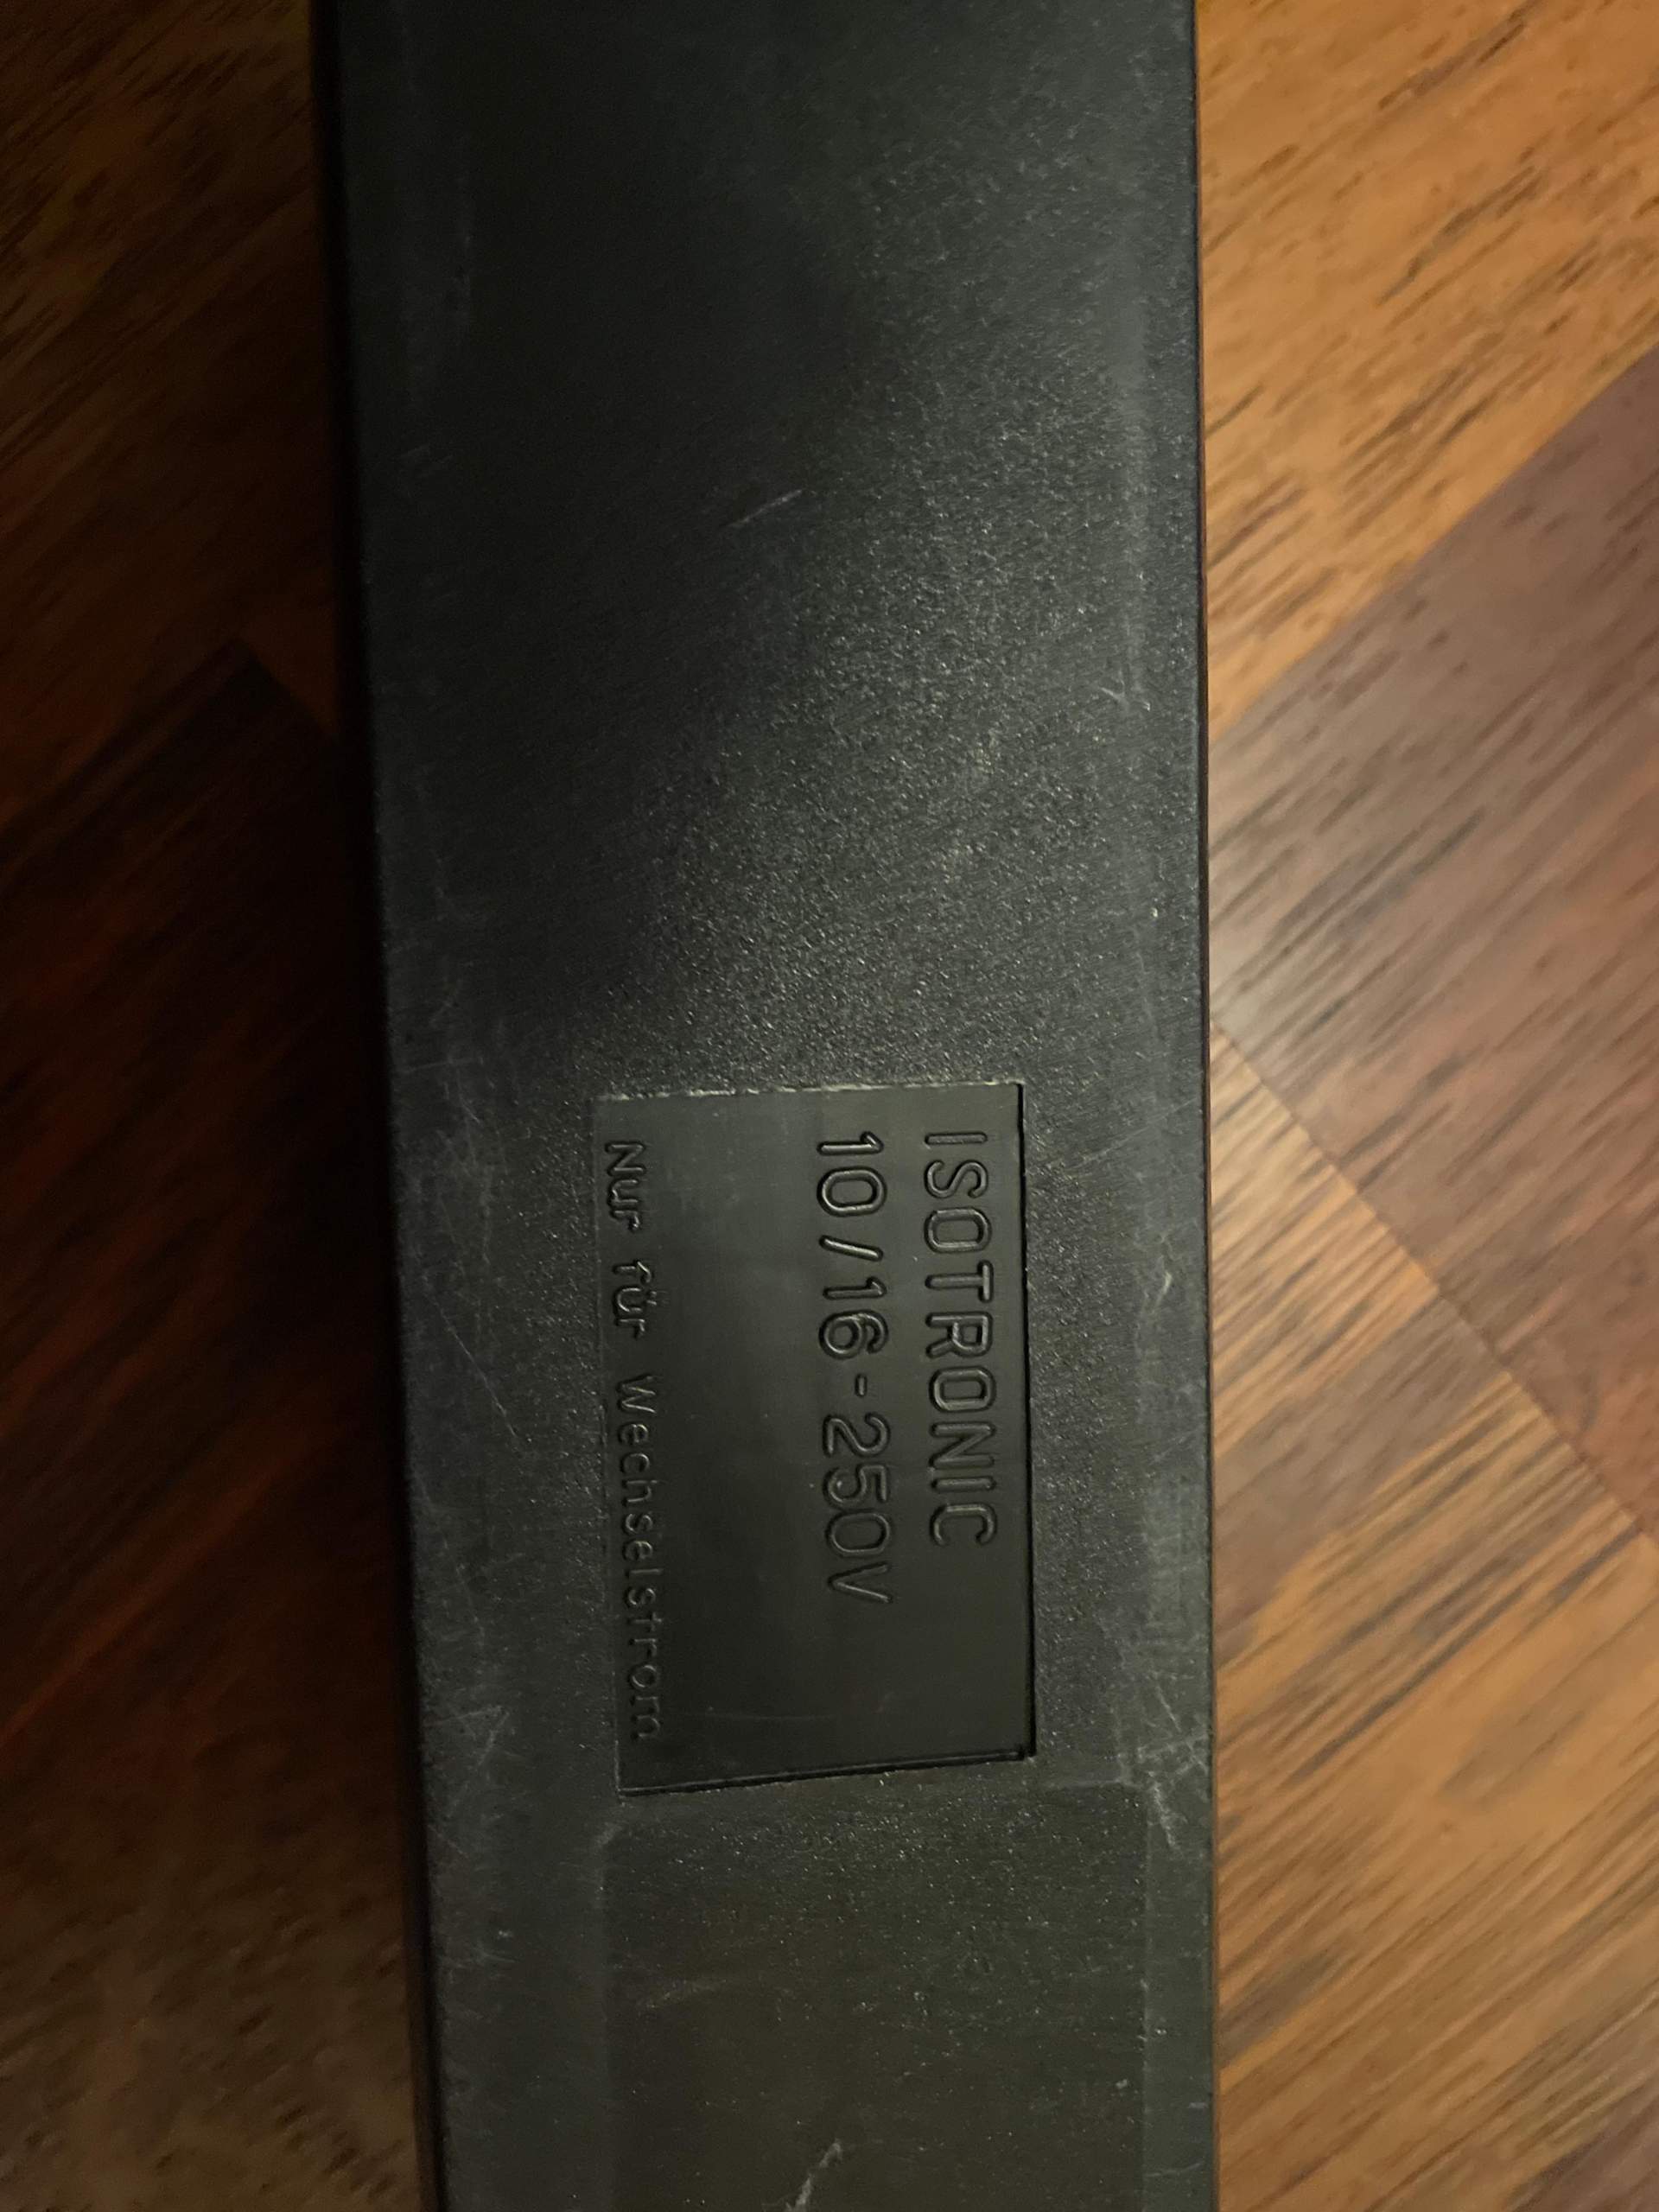 ISOTRONIC
10/16-250V
Nur für Wechselstrom